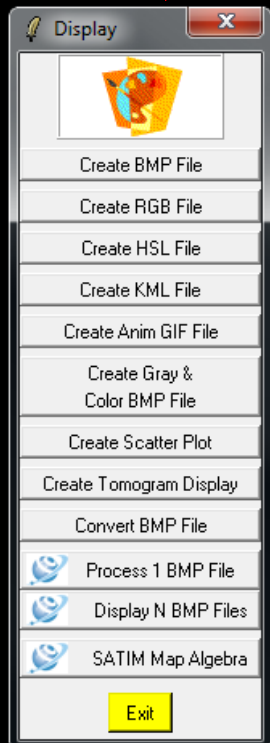 Display
Create BMP File
Create RGB File
Create HSL File
Create KML File
Create Anim GIF File
Create Gray &
Color BMP File
Create Scatter Plot
Create Tomogram Display
Convert BMP File
Process 1 BMP File
Display N BMP Files
SATIM Map Algebra
Exit